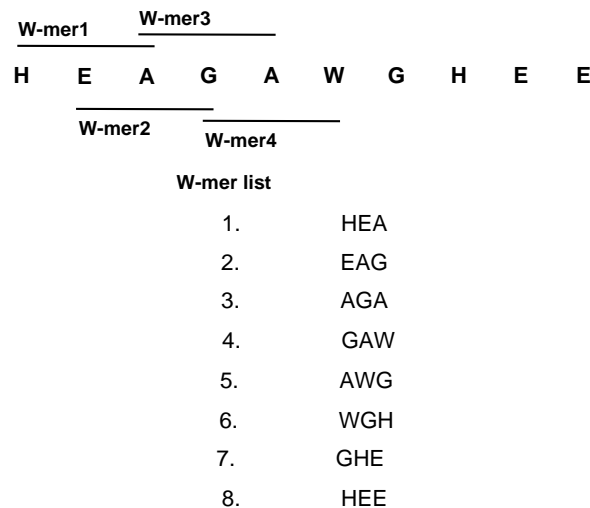 W-mer1 W-mer3
H E A G A W G H E E
W-mer2 W-mer4
W-mer list
1. HEA
2. EAG
3. AGA
4. GAW
5. AWG
6. WGH
7. GHE
8. HEE